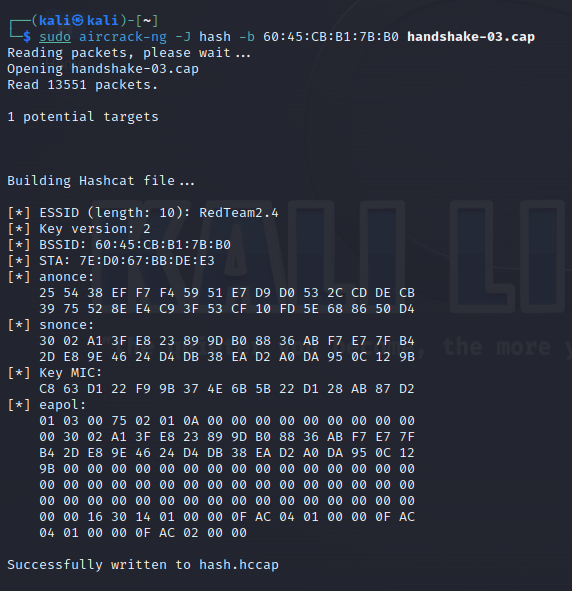 ┌──(kali㉿kali)-[~]
└─$ sudo aircrack-ng -J hash -b 60:45:CB:B1:7B:B0 handshake-03.cap
Reading packets, please wait...
Opening handshake-03.cap
Read 13551 packets.
1 potential targets
Building Hashcat file...
[*] ESSID (length: 10): RedTeam2.4
[*] Key version: 2
[*] BSSID: 60:45:CB:B1:7B:B0
[*] STA: 7E:D0:67:BB:DE:E3
[*] anonce:
25 54 38 EF F7 F4 59 51 E7 D9 D0 53 2C CD DE CB
39 75 52 8E E4 C9 3F 53 CF 10 FD 5E 68 86 50 D4
[*] snonce:
30 02 A1 3F E8 23 89 9D B0 88 36 AB F7 E7 7F B4
2D E8 9E 46 24 D4 DB 38 EA D2 A0 DA 95 0C 12 9B
[*] Key MIC:
C8 63 D1 22 F9 9B 37 4E 6B 5B 22 D1 28 AB 87 D2
[*] eapol:
01 03 00 75 02 01 0A 00 00 00 00 00 00 00 00 00
00 30 02 A1 3F E8 23 89 9D B0 88 36 AB F7 E7 7F
B4 2D E8 9E 46 24 D4 DB 38 EA D2 A0 DA 95 0C 12
9B 00 00 00 00 00 00 00 00 00 00 00 00 00 00 00
00 00 00 00 00 00 00 00 00 00 00 00 00 00 00 00
00 00 00 00 00 00 00 00 00 00 00 00 00 00 00 00
00 00 16 30 14 01 00 00 0F AC 04 01 00 00 0F AC
04 01 00 00 0F AC 02 00 00
Successfully written to hash.hccap
KALI LI
the more y